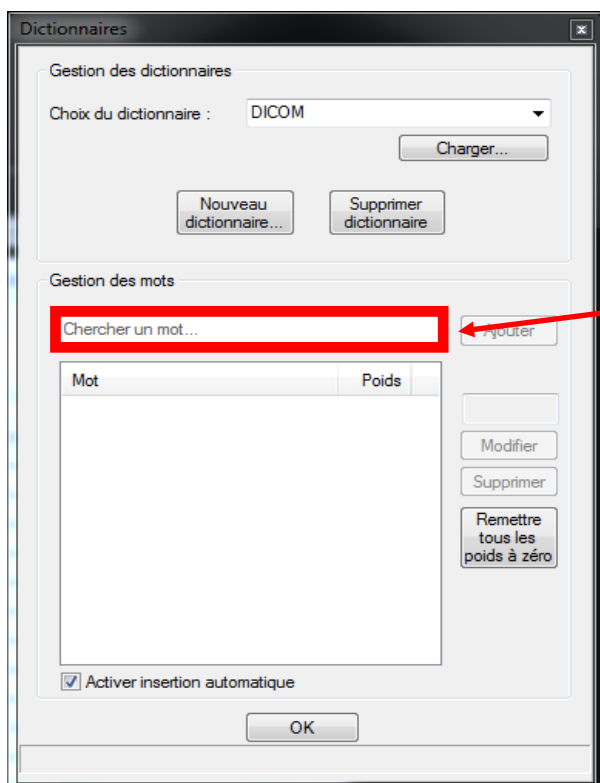 Dictionnaires
Gestion des dictionnaires
Choix du dictionnaire : DICOM
Charger...
Nouveau dictionnaire...
Supprimer dictionnaire
Gestion des mots
Chercher un mot...
Ajouter
Mot Poids
Modifier
Supprimer
Remettre
tous les
poids à zéro
Activer insertion automatique
OK